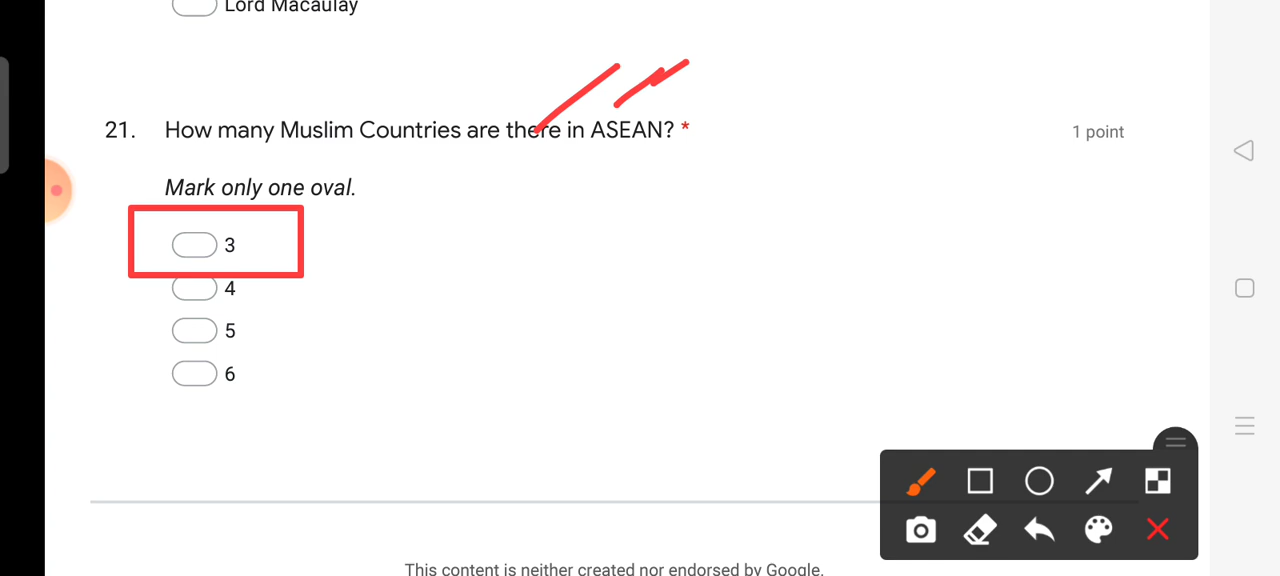 Lord Macaulay
21. How many Muslim Countries are there in ASEAN? *
1 point
Mark only one oval.
3
4
5
6
This content is neither created nor endorsed by Google.